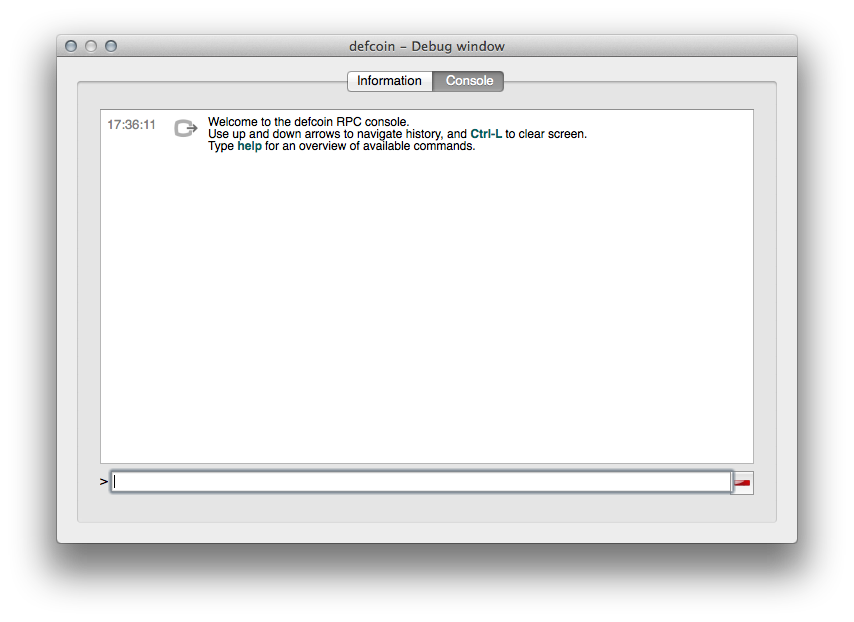 defcoin – Debug window
Information Console
17:36:11 Welcome to the defcoin RPC console.
Use up and down arrows to navigate history, and Ctrl-L to clear screen.
Type help for an overview of available commands.
>